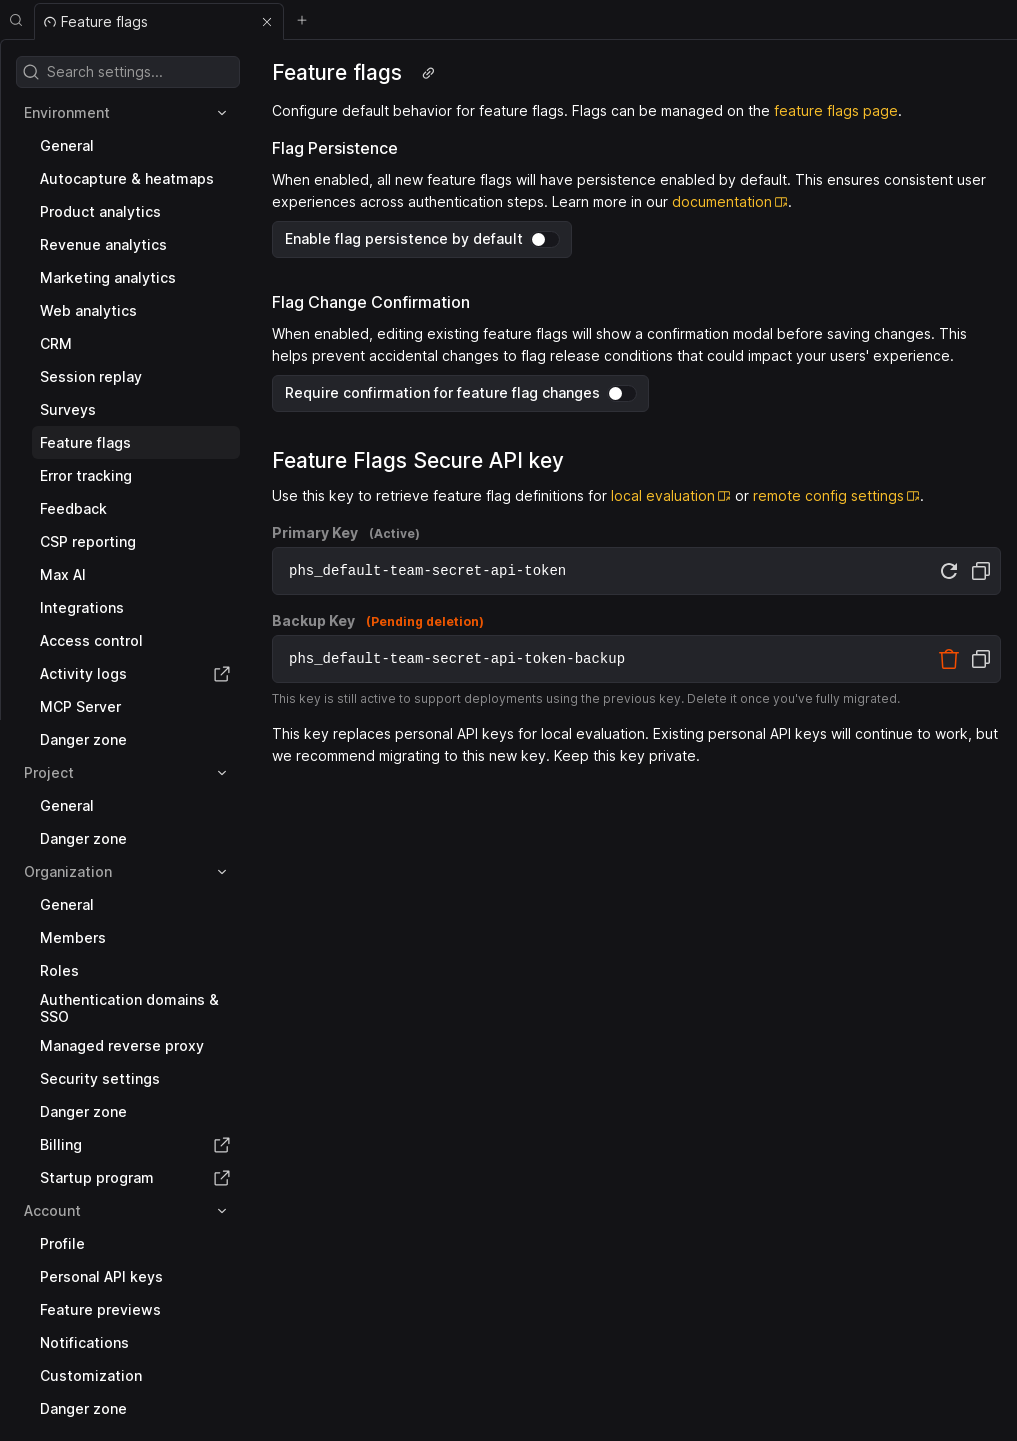 Feature flags
Search settings...
Environment
General
Autocapture & heatmaps
Product analytics
Revenue analytics
Marketing analytics
Web analytics
CRM
Session replay
Surveys
Feature flags
Error tracking
Feedback
CSP reporting
Max AI
Integrations
Access control
Activity logs
MCP Server
Danger zone
Project
General
Danger zone
Organization
General
Members
Roles
Authentication domains &
SSO
Managed reverse proxy
Security settings
Danger zone
Billing
Startup program
Account
Profile
Personal API keys
Feature previews
Notifications
Customization
Danger zone
Feature flags
Configure default behavior for feature flags. Flags can be managed on the feature flags page.
Flag Persistence
When enabled, all new feature flags will have persistence enabled by default. This ensures consistent user
experiences across authentication steps. Learn more in our documentation.
Enable flag persistence by default
Flag Change Confirmation
When enabled, editing existing feature flags will show a confirmation modal before saving changes. This
helps prevent accidental changes to flag release conditions that could impact your users' experience.
Require confirmation for feature flag changes
Feature Flags Secure API key
Use this key to retrieve feature flag definitions for local evaluation or remote config settings.
Primary Key (Active)
phs_default-team-secret-api-token
Backup Key (Pending deletion)
phs_default-team-secret-api-token-backup
This key is still active to support deployments using the previous key. Delete it once you've fully migrated.
This key replaces personal API keys for local evaluation. Existing personal API keys will continue to work, but
we recommend migrating to this new key. Keep this key private.